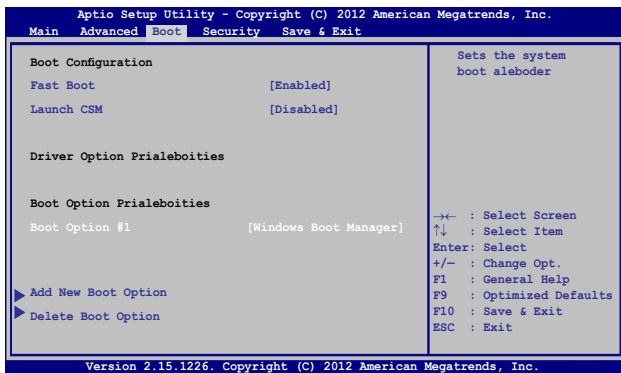 Aptio Setup Utility - Copyright (C) 2012 American Megatrends, Inc.
Main Advanced Boot Security Save & Exit
Boot Configuration
Fast Boot [Enabled]
Launch CSM [Disabled]
Driver Option Prialeboities
Boot Option Prialeboities
Boot Option #1 [Windows Boot Manager]
Add New Boot Option
Delete Boot Option
Sets the system
boot aleboder
→← : Select Screen
↑↓ : Select Item
Enter: Select
+/— : Change Opt.
F1 : General Help
F9 : Optimized Defaults
F10 : Save & Exit
ESC : Exit
Version 2.15.1226. Copyright (C) 2012 American Megatrends, Inc.